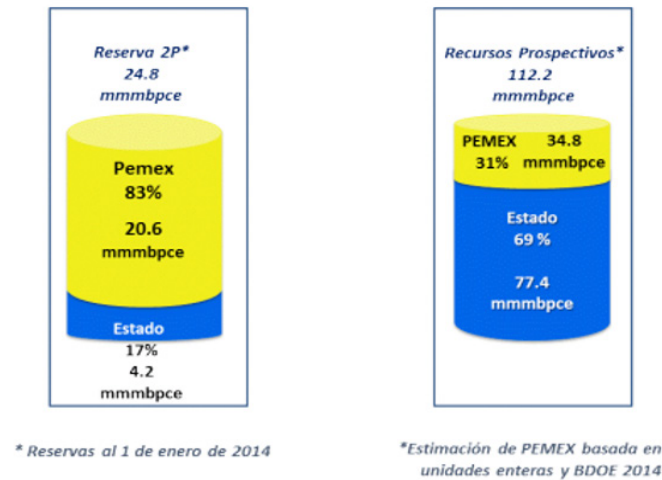 Reserva 2P*
24.8
mmmbpce
Pemex
83%
20.6
mmmbpce
Estado
17%
4.2
mmmbpce
* Reservas al 1 de enero de 2014
Recursos Prospectivos*
112.2
mmmbpce
PEMEX 34.8
31% mmmbpce
Estado
69 %
77.4
mmmbpce
*Estimación de PEMEX basada en
unidades enteras y BDOE 2014